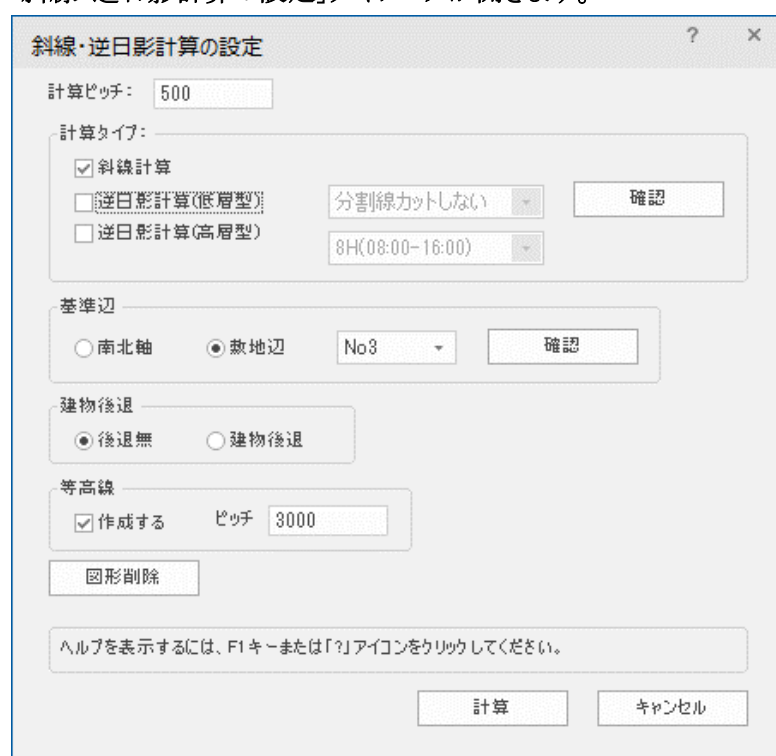 斜線・逆日影計算の設定
? ×
計算ピッチ: 500
計算タイプ:
斜線計算
逆日影計算(低層型) 分割線カットしない 確認
逆日影計算(高層型)
8H(08:00-16:00)
基準辺
南北軸 敷地辺 No3 確認
建物後退
後退無 建物後退
等高線
作成する ピッチ 3000
図形削除
ヘルプを表示するには、F1キーまたは「?」アイコンをクリックしてください。
計算 キャンセル